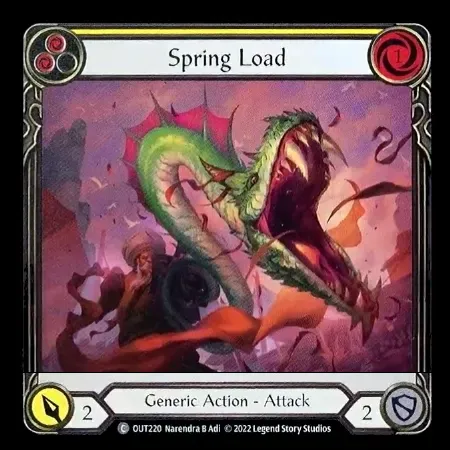 Spring Load
1
Generic Action - Attack
2
2
C OUT220 Narendra B Adi © 2022 Legend Story Studios